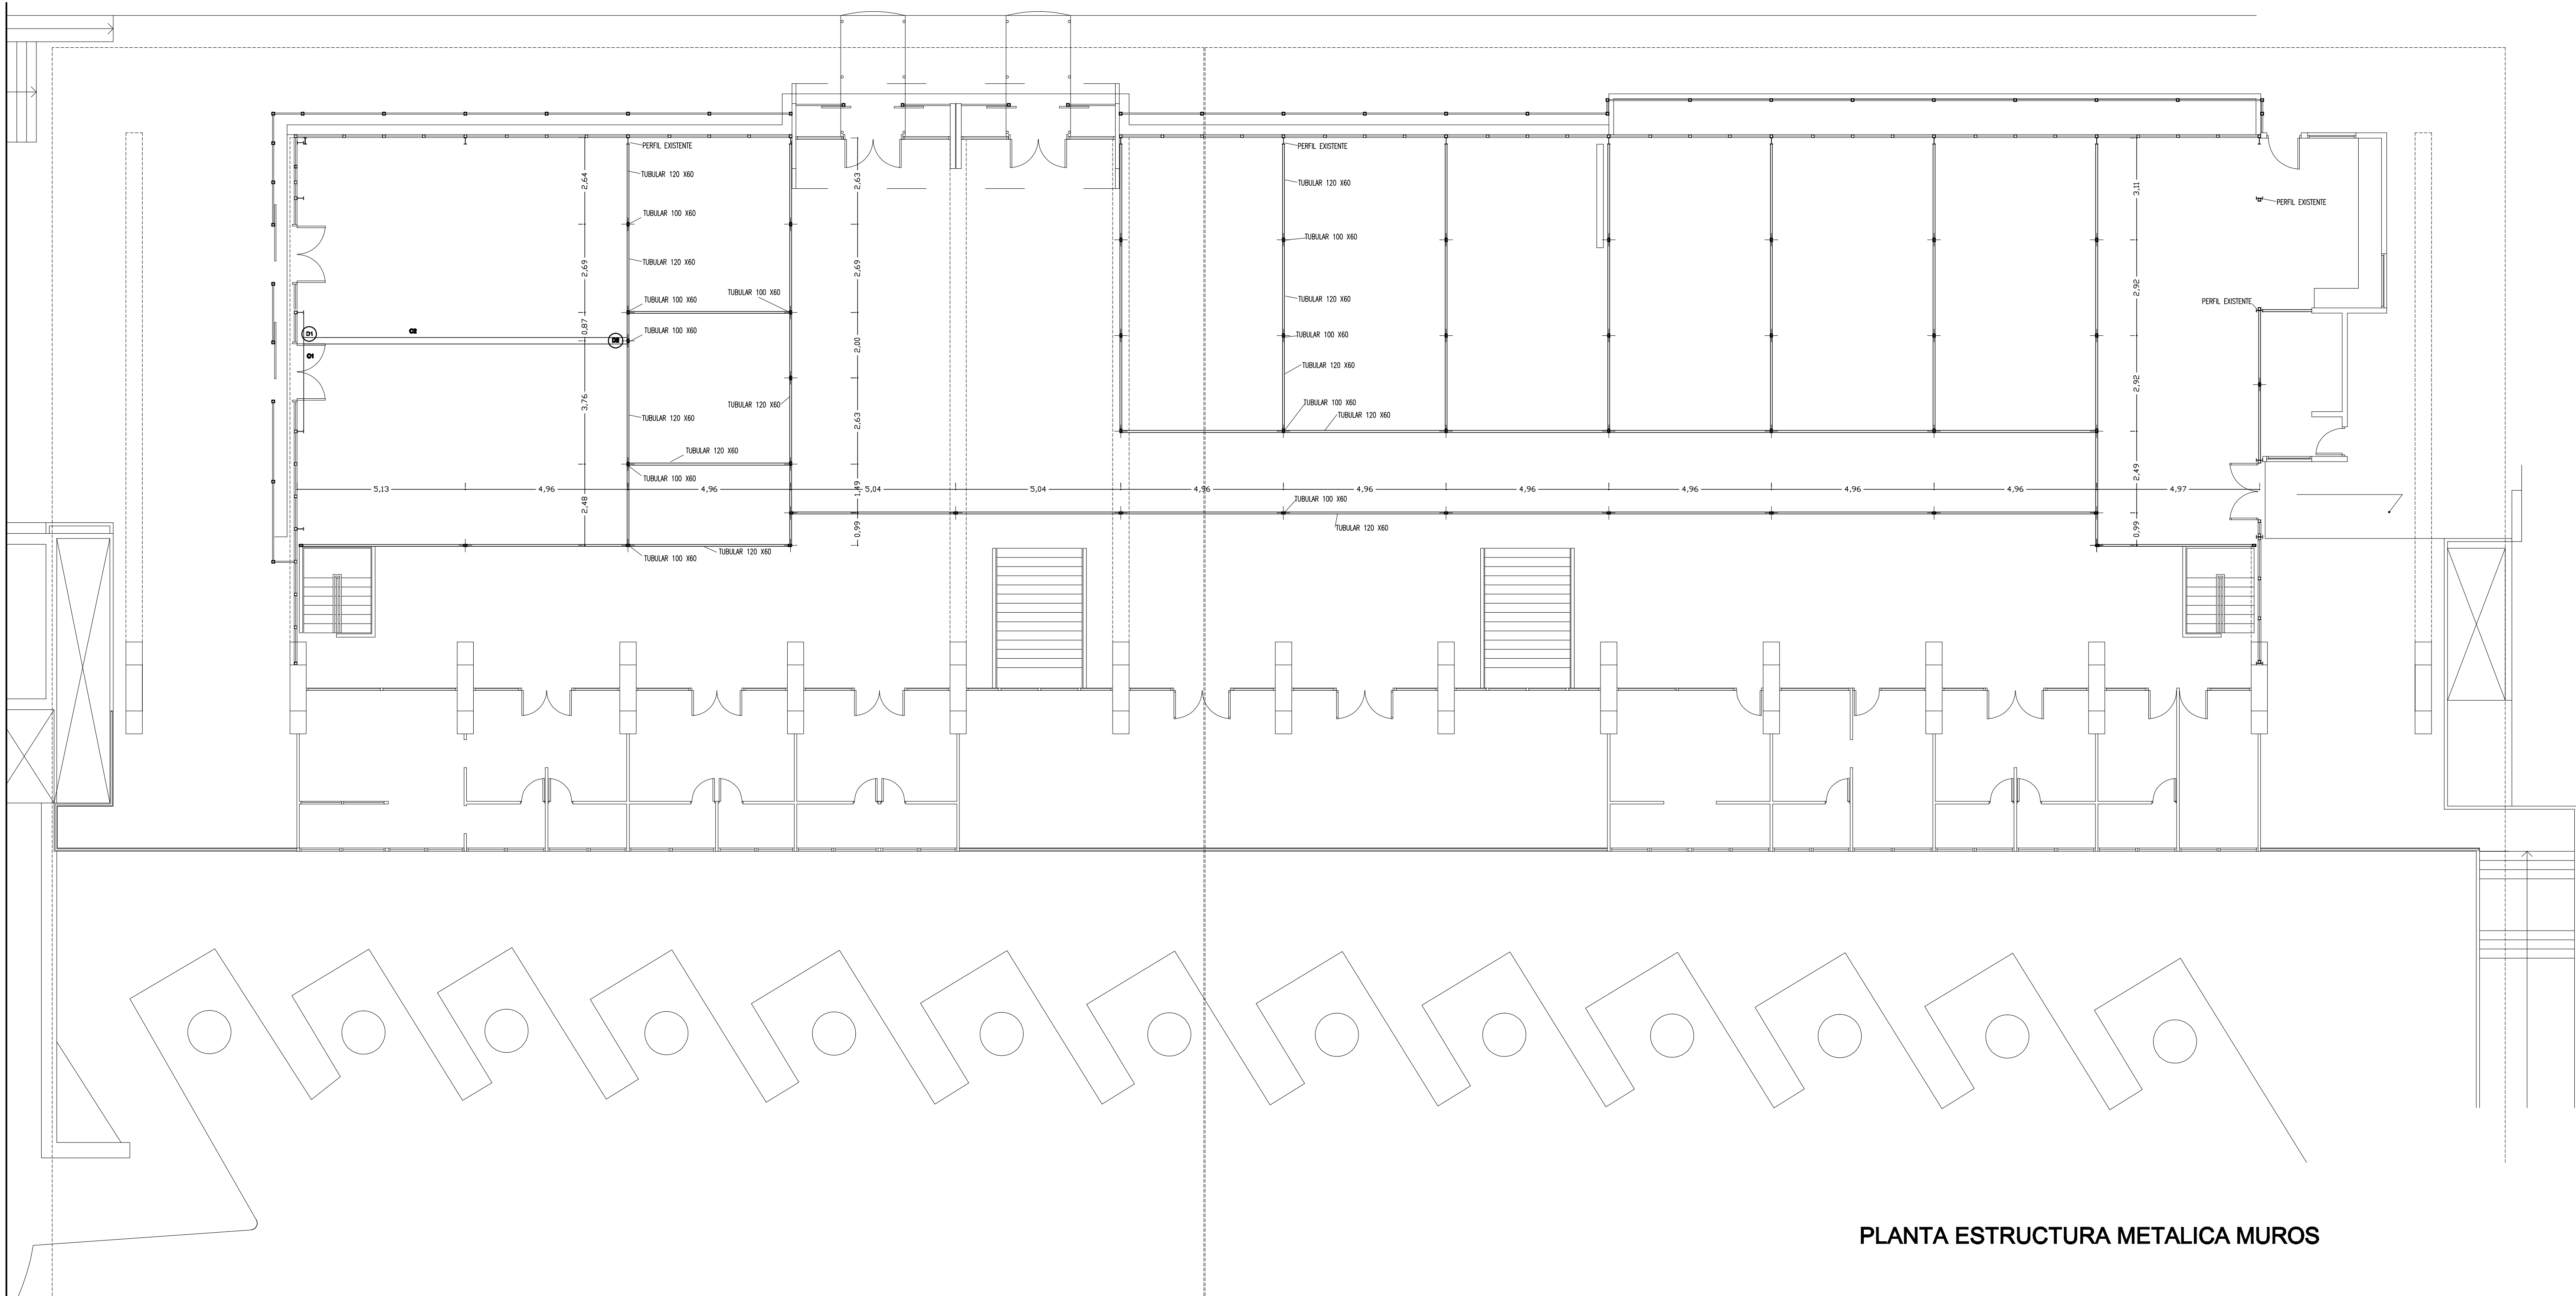 PERFIL EXISTENTE
PERFIL EXISTENTE
TUBULAR 120 X60
TUBULAR 120 X60
2,64
2,63
3,11
PERFIL EXISTENTE
TUBULAR 100 X60
TUBULAR 100 X60
TUBULAR 120 X60
2,69
2,69
2,92
TUBULAR 100 X60
TUBULAR 100 X60
TUBULAR 120 X60
PERFIL EXISTENTE
D1
C2
0,87
TUBULAR 100 X60
TUBULAR 100 X60
D2
C1
2,00
TUBULAR 120 X60
3,76
TUBULAR 120 X60
TUBULAR 100 X60
2,92
TUBULAR 120 X60
TUBULAR 120 X60
2,63
TUBULAR 120 X60
TUBULAR 100 X60
2,49
5,13
4,96
4,96
1,49
5,04
5,04
4,96
4,96
4,96
4,96
4,96
4,96
4,97
2,48
TUBULAR 100 X60
TUBULAR 120 X60
0,99
0,99
TUBULAR 120 X60
TUBULAR 100 X60
PLANTA ESTRUCTURA METALICA MUROS